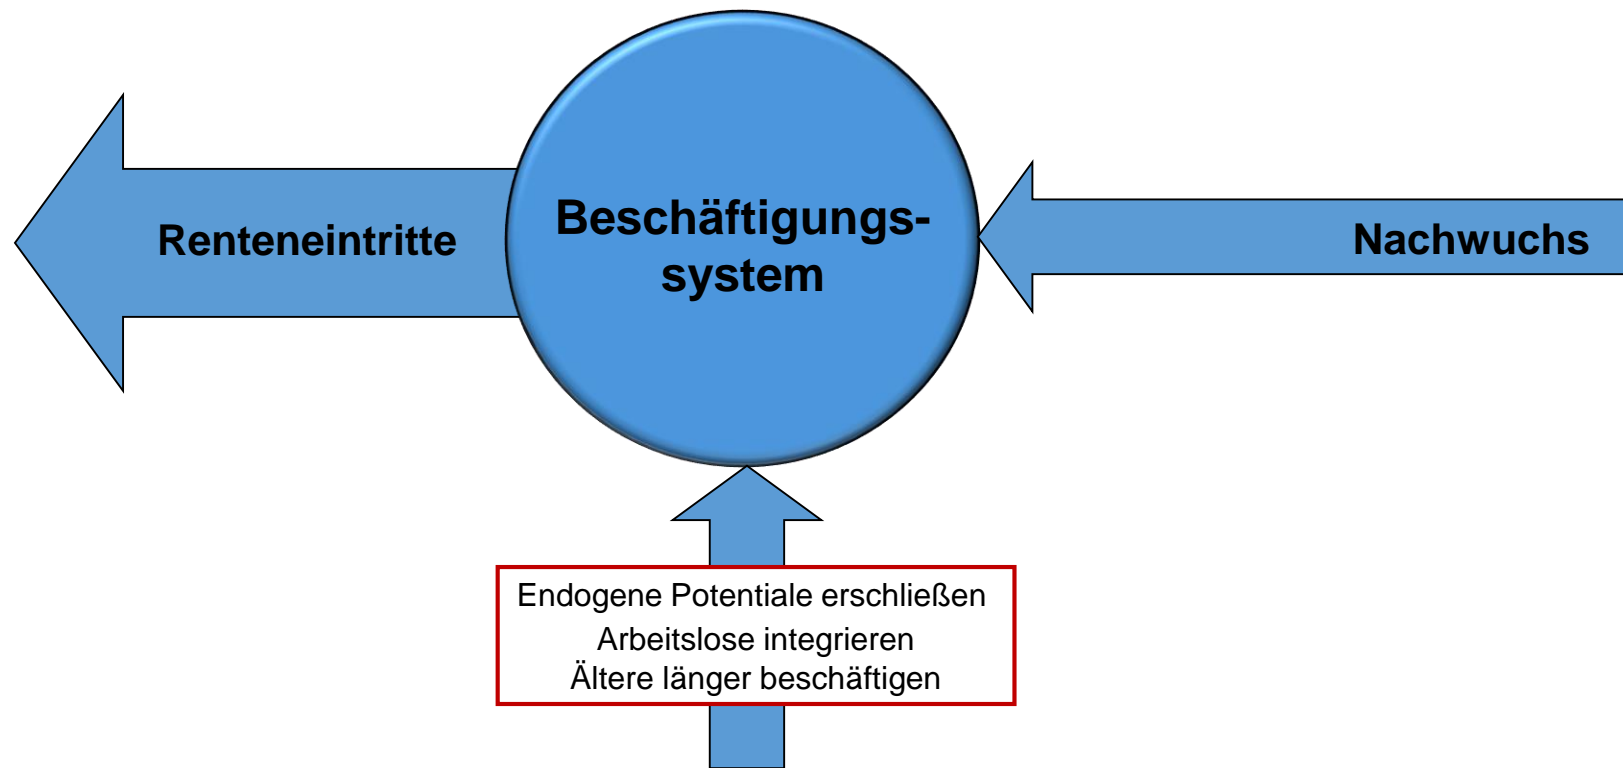 Renteneintritte
Beschäftigungs-
system
Nachwuchs
Endogene Potentiale erschließen
Arbeitslose integrieren
Ältere länger beschäftigen